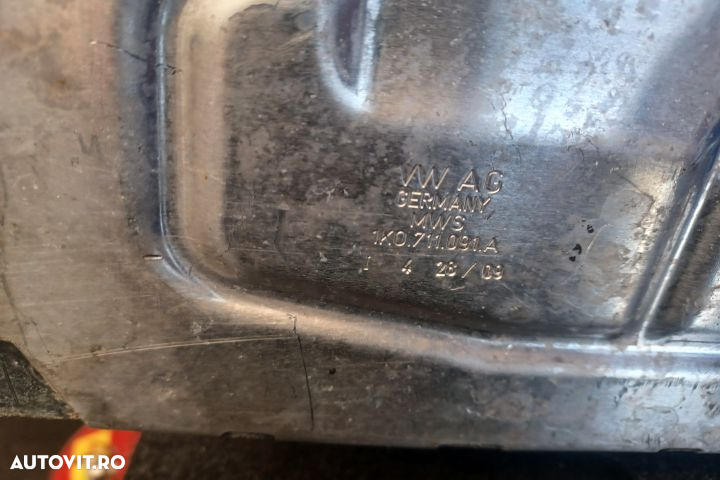 VW AG
GERMANY
MWS
1K0.711.091.A
1 4 28/09
AUTOVIT.RO